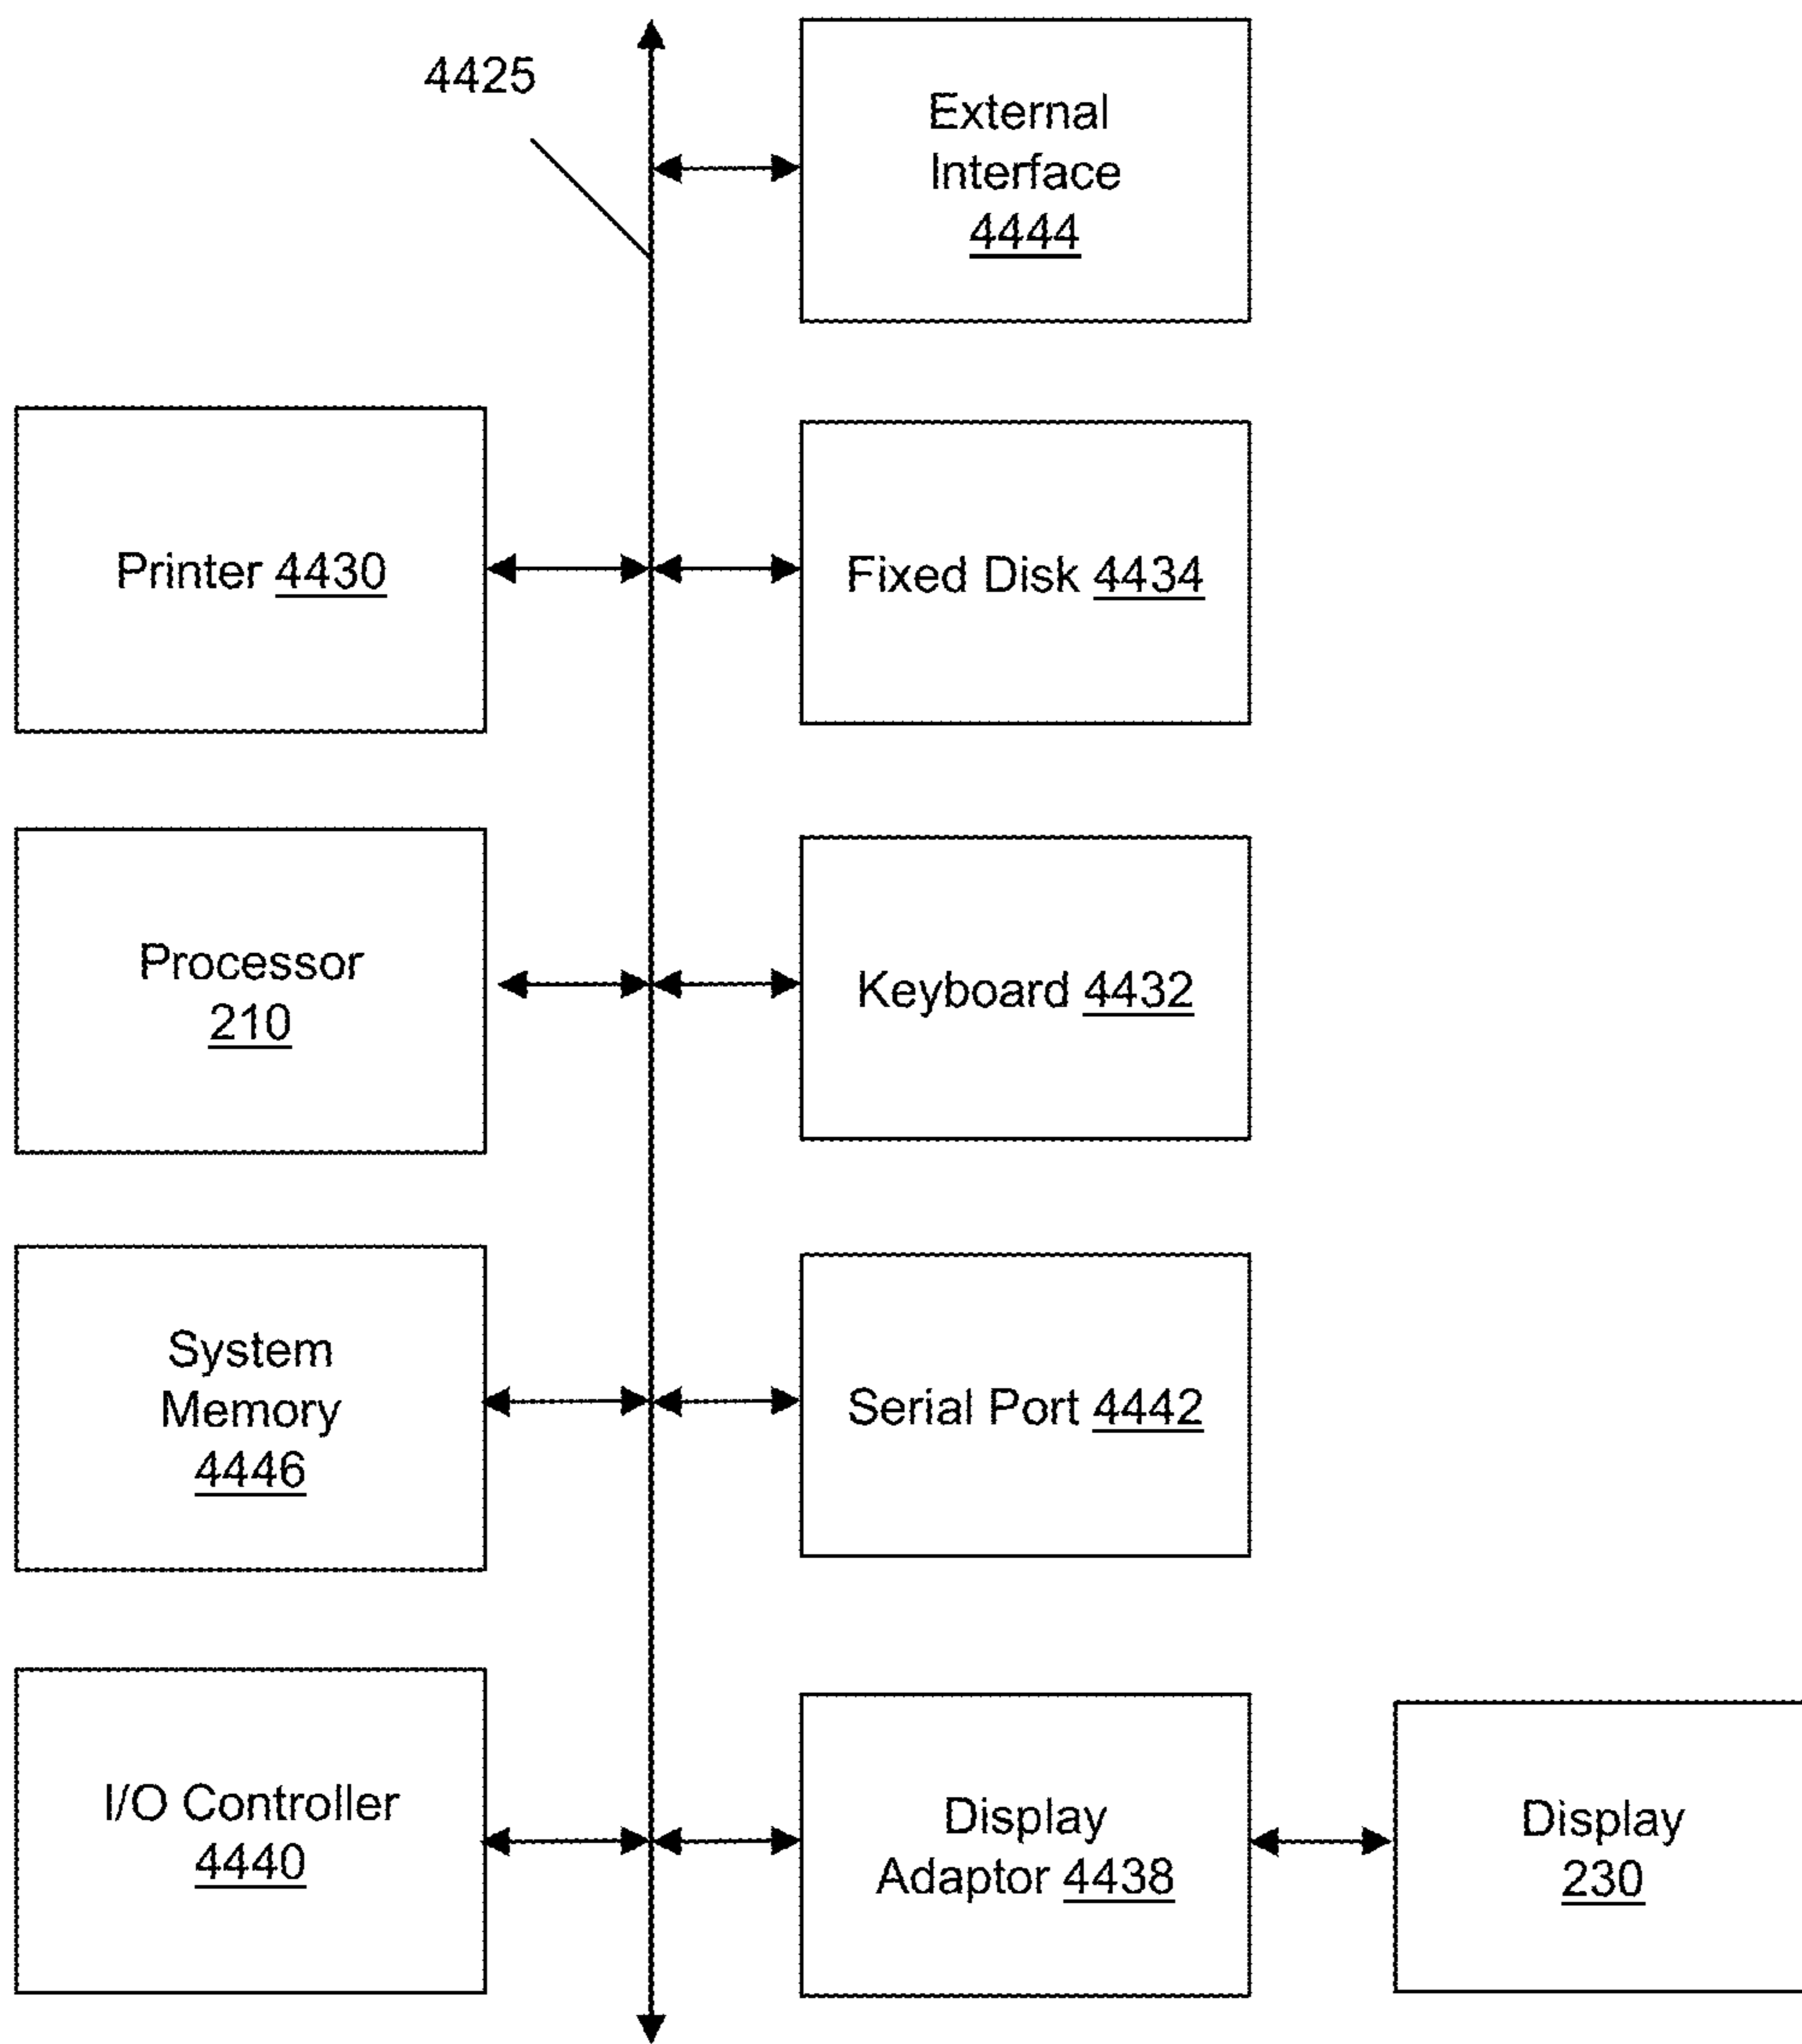 4425
External
Interface
4444
Printer 4430
Fixed Disk 4434
Processor
210
Keyboard 4432
System
Memory
4446
Serial Port 4442
I/O Controller
4440
Display
Adaptor 4438
Display
230